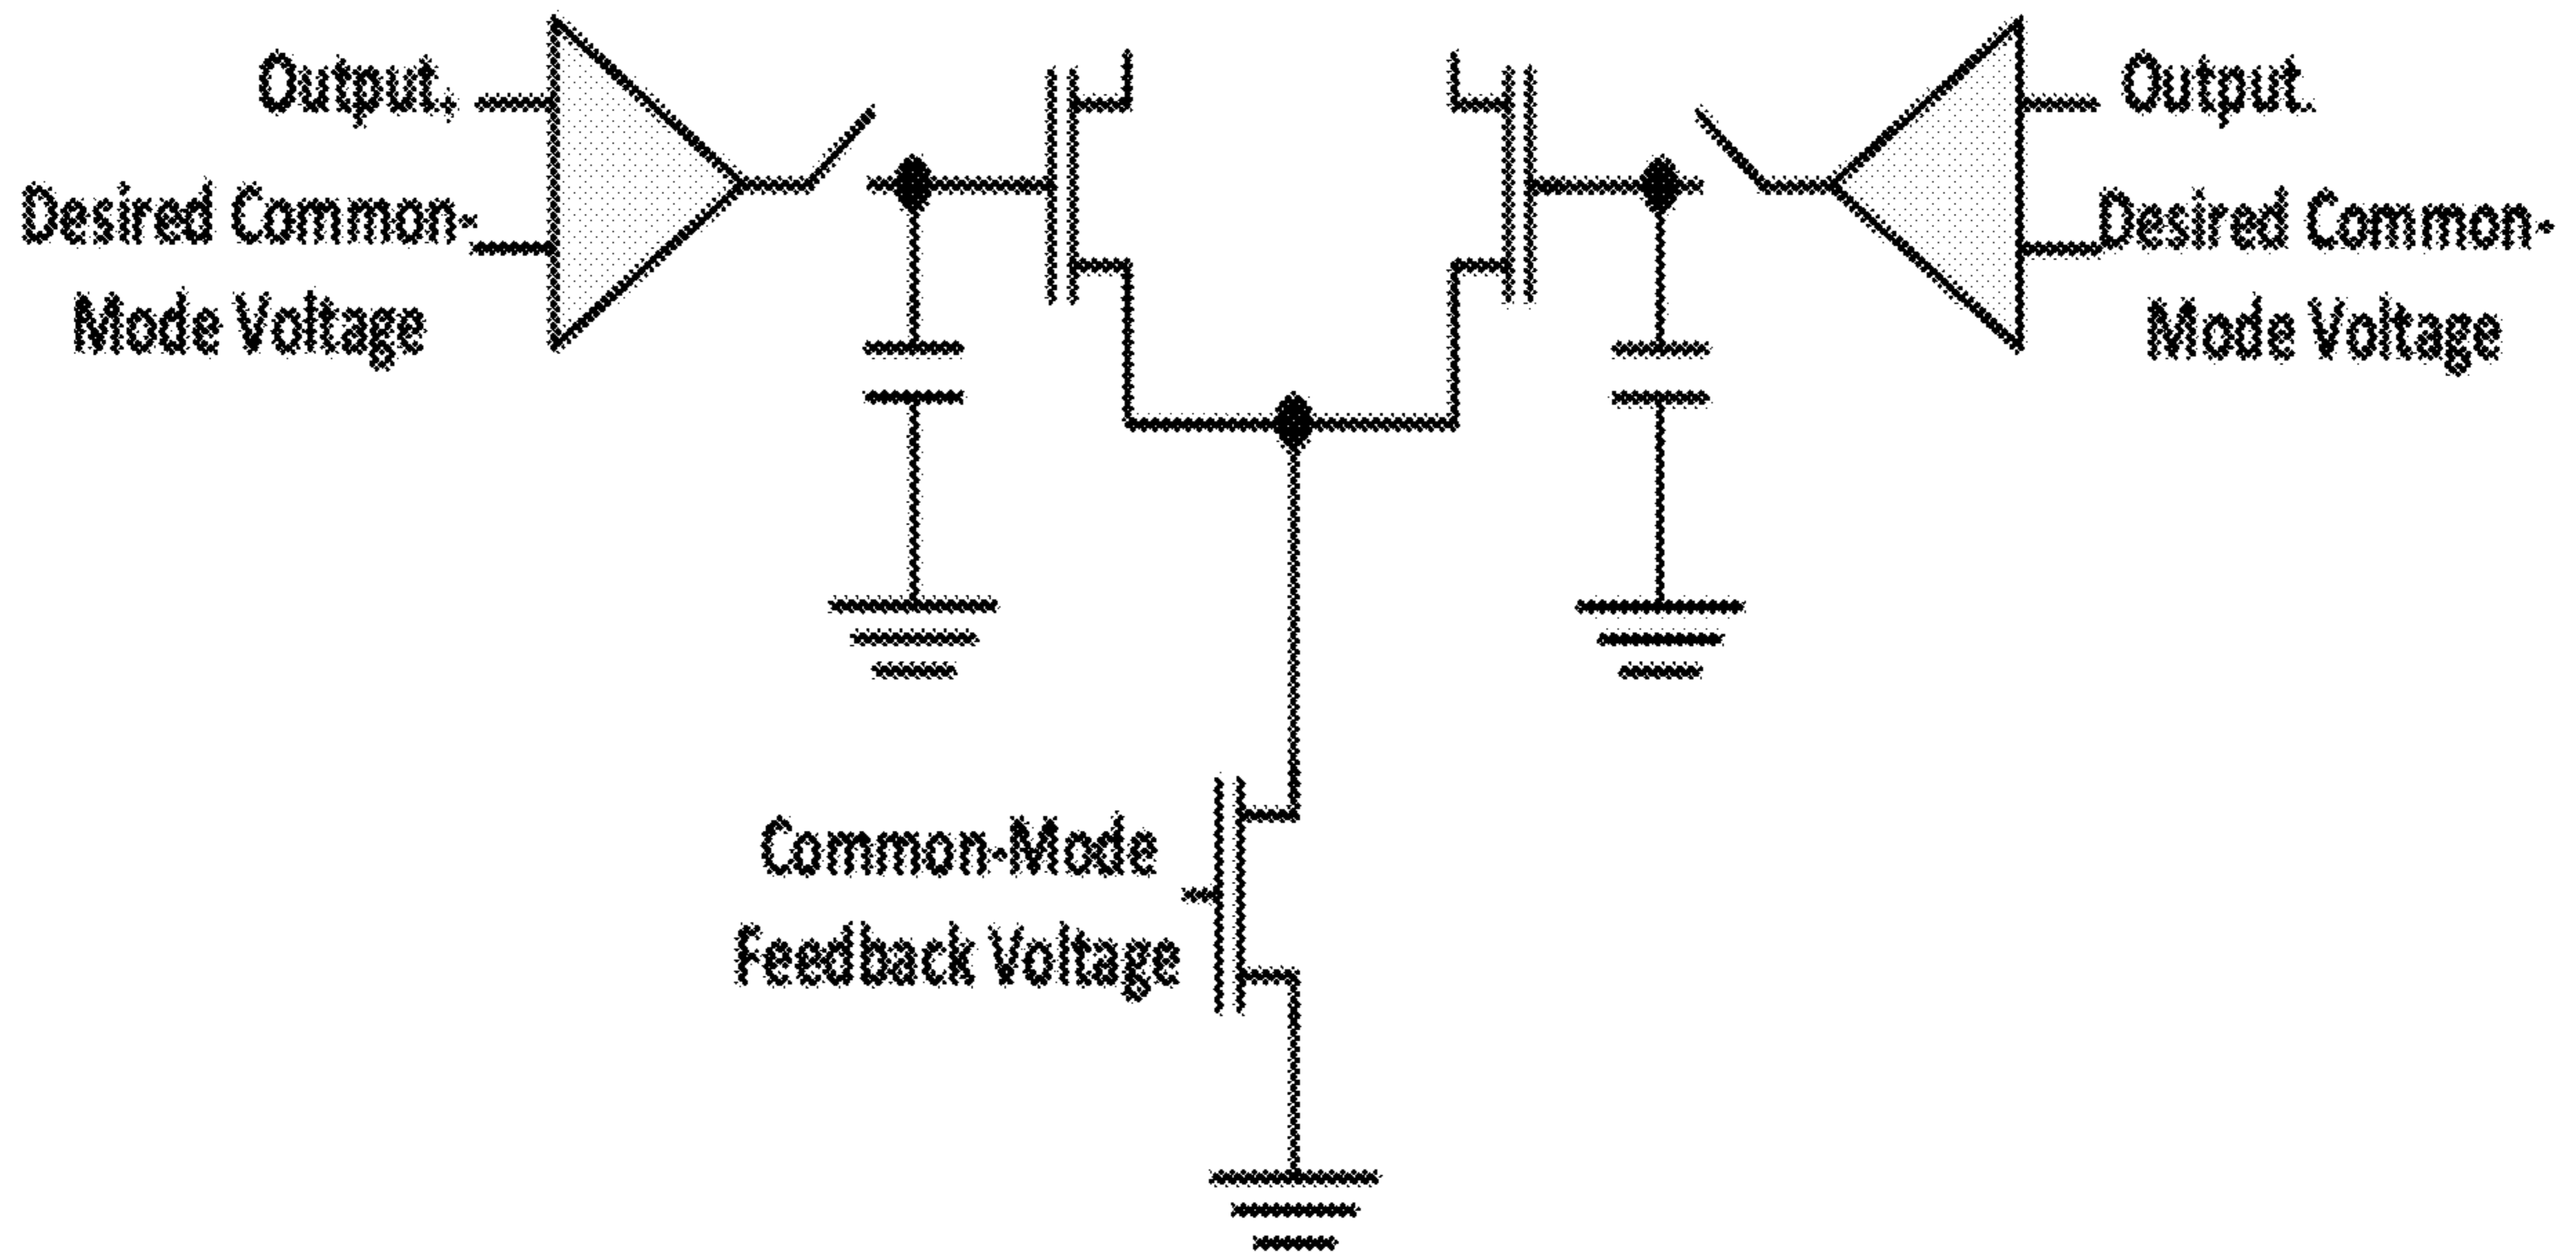 Output+
Desired Common-
Mode Voltage
Output-
Desired Common-
Mode Voltage
Common-Mode
Feedback Voltage